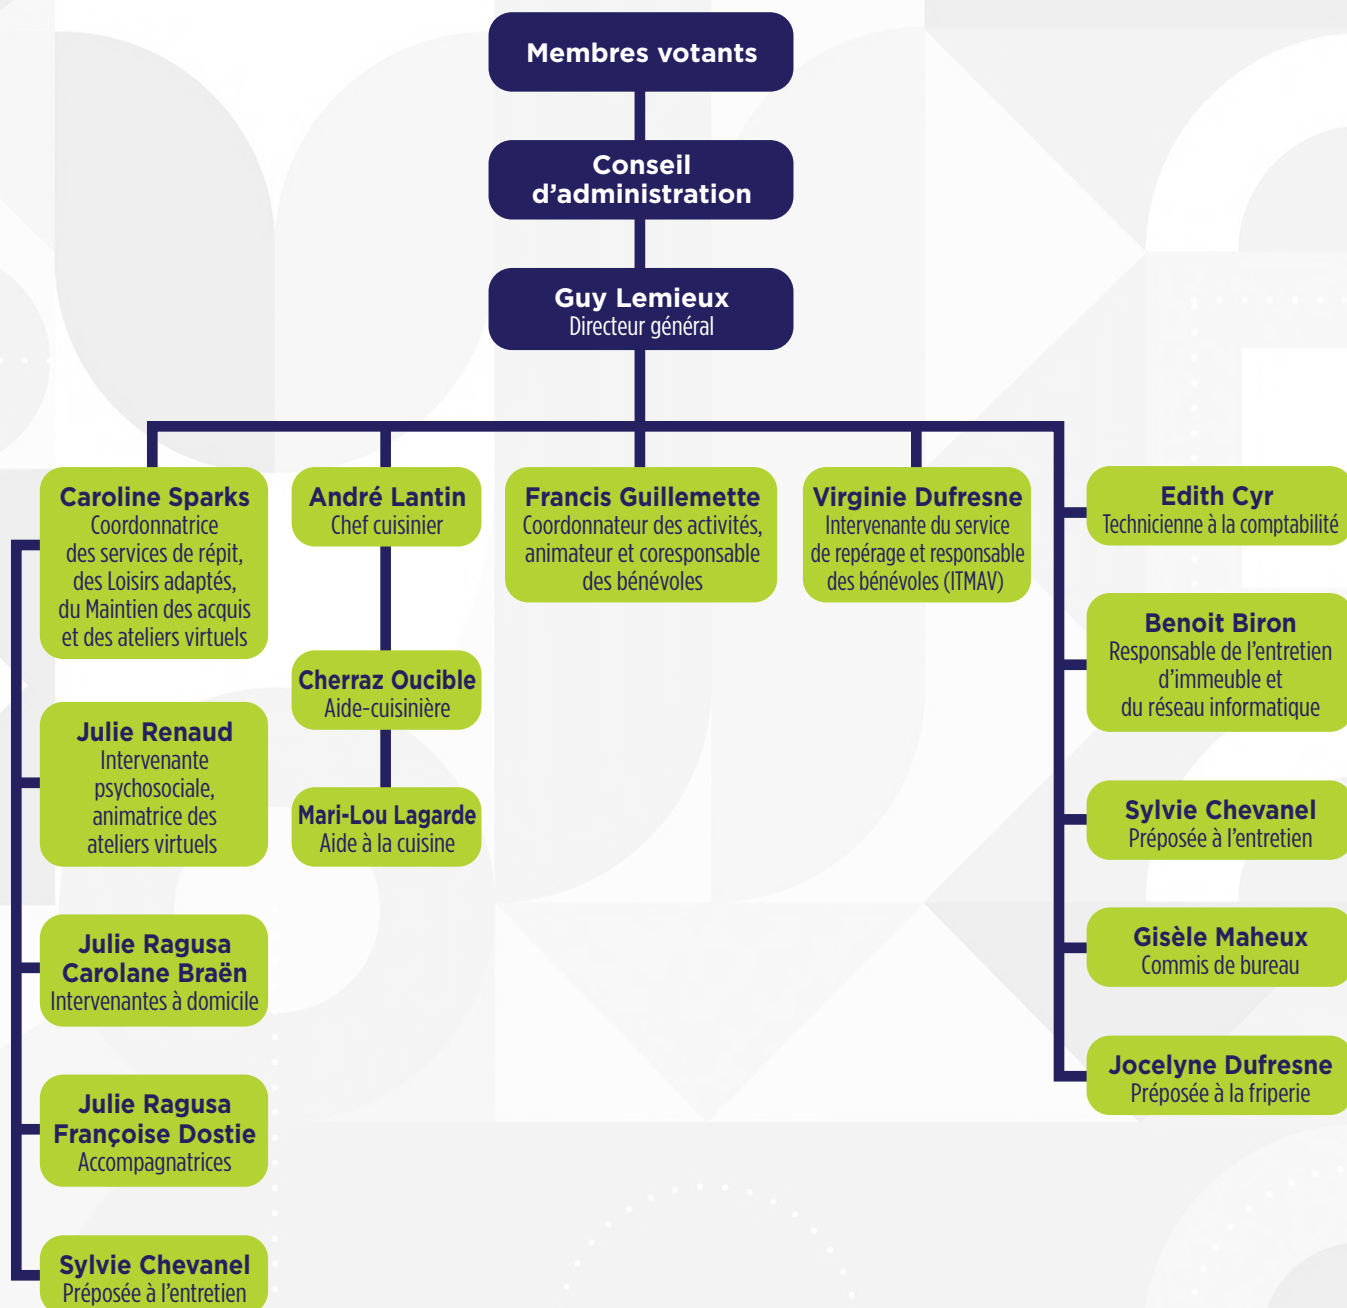 Membres votants
Conseil
d’administration
Guy Lemieux
Directeur général
Caroline Sparks
Coordonnatrice
des services de répit,
des Loisirs adaptés,
du Maintien des acquis
et des ateliers virtuels
Julie Renaud
Intervenante
psychosociale,
animatrice des
ateliers virtuels
Julie Ragusa
Carolane Braën
Intervenantes à domicile
Julie Ragusa
Françoise Dostie
Accompagnatrices
Sylvie Chevanel
Préposée à l’entretien
André Lantin
Chef cuisinier
Cherraz Oucible
Aide-cuisinière
Mari-Lou Lagarde
Aide à la cuisine
Francis Guillemette
Coordonnateur des activités,
animateur et coresponsable
des bénévoles
Virginie Dufresne
Intervenante du service
de repérage et responsable
des bénévoles (ITMAV)
Edith Cyr
Technicienne à la comptabilité
Benoit Biron
Responsable de l’entretien
d’immeuble et
du réseau informatique
Sylvie Chevanel
Préposée à l’entretien
Gisèle Maheux
Commis de bureau
Jocelyne Dufresne
Préposée à la friperie